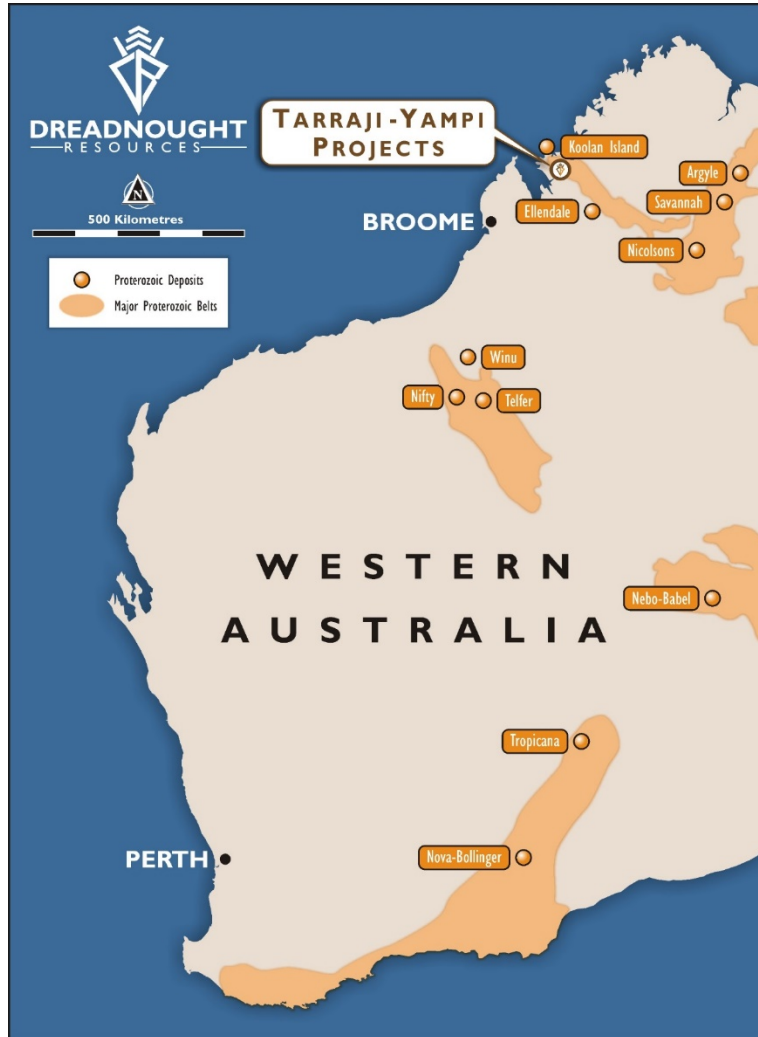 DREADNOUGHT
RESOURCES
N
500 Kilometres
Proterozoic Deposits
Major Proterozoic Belts
TARRAJI-YAMPI
PROJECTS
Koolan Island
Argyle
Savannah
Ellendale
BROOME
Nicolsons
Winu
Nifty
Telfer
WESTERN
AUSTRALIA
Nebo-Babel
Tropicana
PERTH
Nova-Bollinger